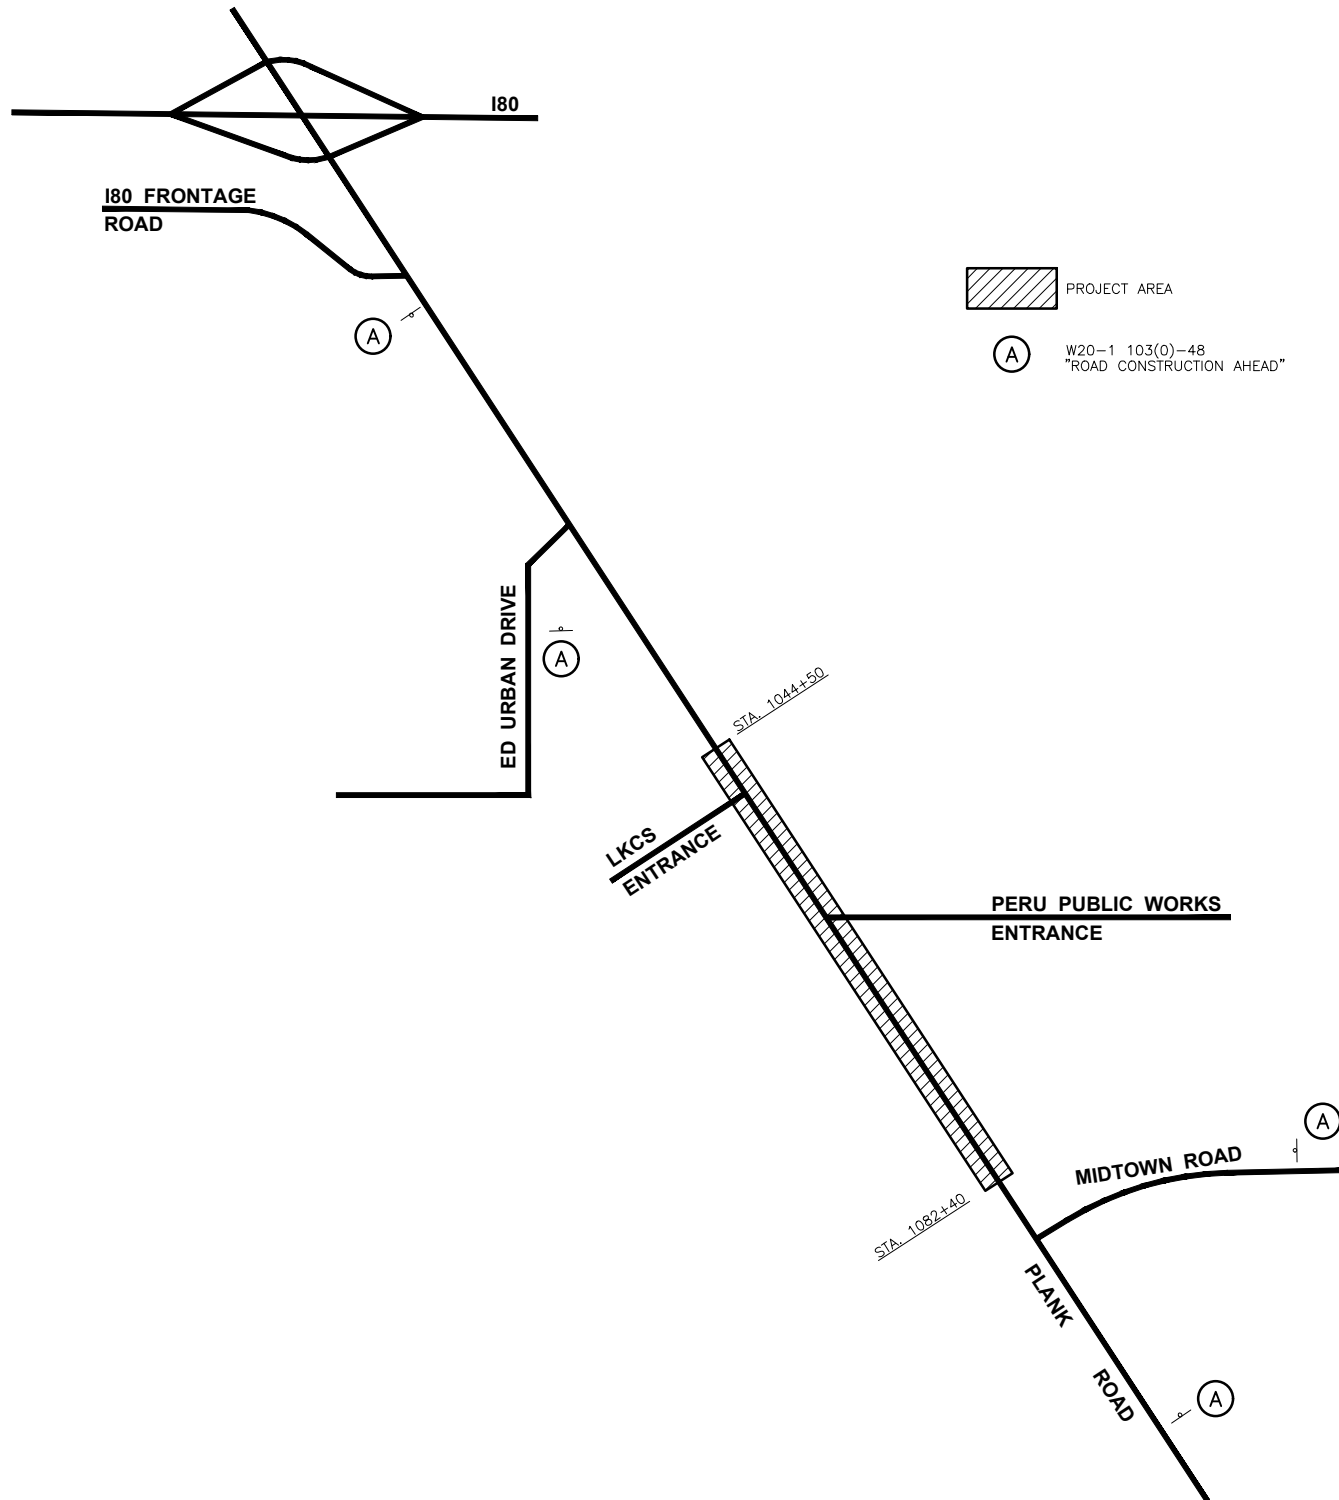 I80
I80 FRONTAGE
ROAD
PROJECT AREA
A
A
W20-1 103(0)-48
"ROAD CONSTRUCTION AHEAD"
ED URBAN DRIVE
A
STA. 1044+50
LKCS
ENTRANCE
PERU PUBLIC WORKS
ENTRANCE
A
MIDTOWN ROAD
STA. 1082+40
PLANK
ROAD
A